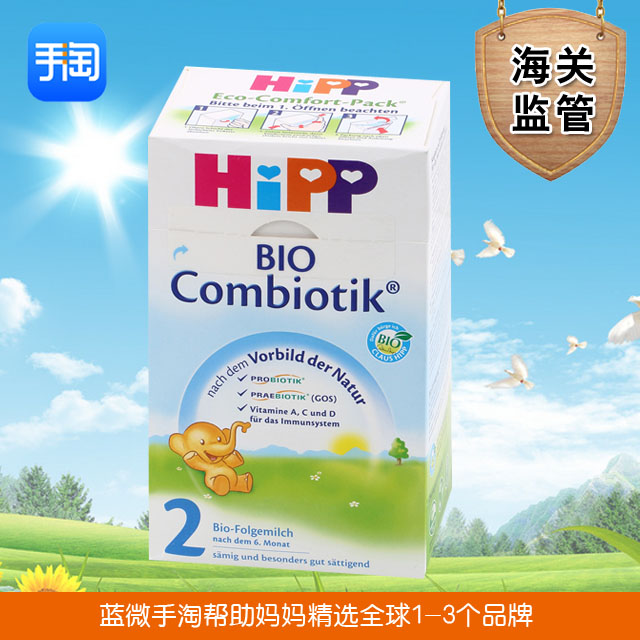 手淘
海关
监管
HiPP
Eco-Comfort-Pack
Bitte beim 1. Öffnen beachten
1
2
3
HiPP
BIO
Combiotik®
nach dem Vorbild der Natur
BIO
CLAUS HIPP
PROBIOTIK
PRAEBIOTIK (GOS)
Vitamine A, C und D
für das Immunsystem
2
Bio-Folgemilch
nach dem 6. Monat
sämig und besonders gut sättigend
蓝微手淘帮助妈妈精选全球1-3个品牌